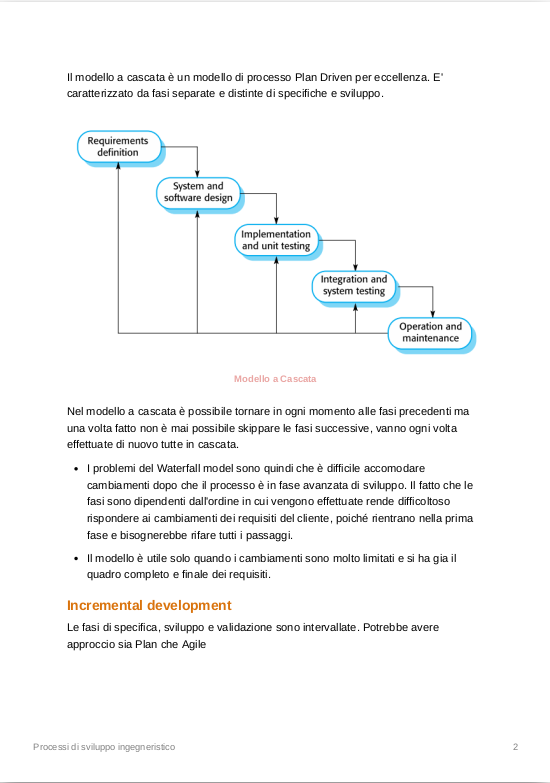 Il modello a cascata è un modello di processo Plan Driven per eccellenza. E'
caratterizzato da fasi separate e distinte di specifiche e sviluppo.
Requirements
definition
System and
software design
Implementation
and unit testing
Integration and
system testing
Operation and
maintenance
Modello a Cascata
Nel modello a cascata è possibile tornare in ogni momento alle fasi precedenti ma
una volta fatto non è mai possibile skippare le fasi successive, vanno ogni volta
effettuate di nuovo tutte in cascata.
• I problemi del Waterfall model sono quindi che è difficile accomodare
cambiamenti dopo che il processo è in fase avanzata di sviluppo. Il fatto che le
fasi sono dipendenti dall'ordine in cui vengono effettuate rende difficoltoso
rispondere ai cambiamenti dei requisiti del cliente, poiché rientrano nella prima
fase e bisognerebbe rifare tutti i passaggi.
• Il modello è utile solo quando i cambiamenti sono molto limitati e si ha gia il
quadro completo e finale dei requisiti.
Incremental development
Le fasi di specifica, sviluppo e validazione sono intervallate. Potrebbe avere
approccio sia Plan che Agile
Processi di sviluppo ingegneristico
2